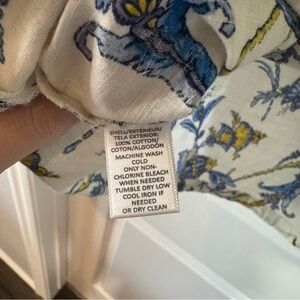 SHELL/EXTÉRIEUR/
TELA EXTERIOR:
100% COTTON/
COTON/ALGODÓN
MACHINE WASH
COLD
ONLY NON-
CHLORINE BLEACH
WHEN NEEDED
TUMBLE DRY LOW
COOL IRON IF
NEEDED
OR DRY CLEAN